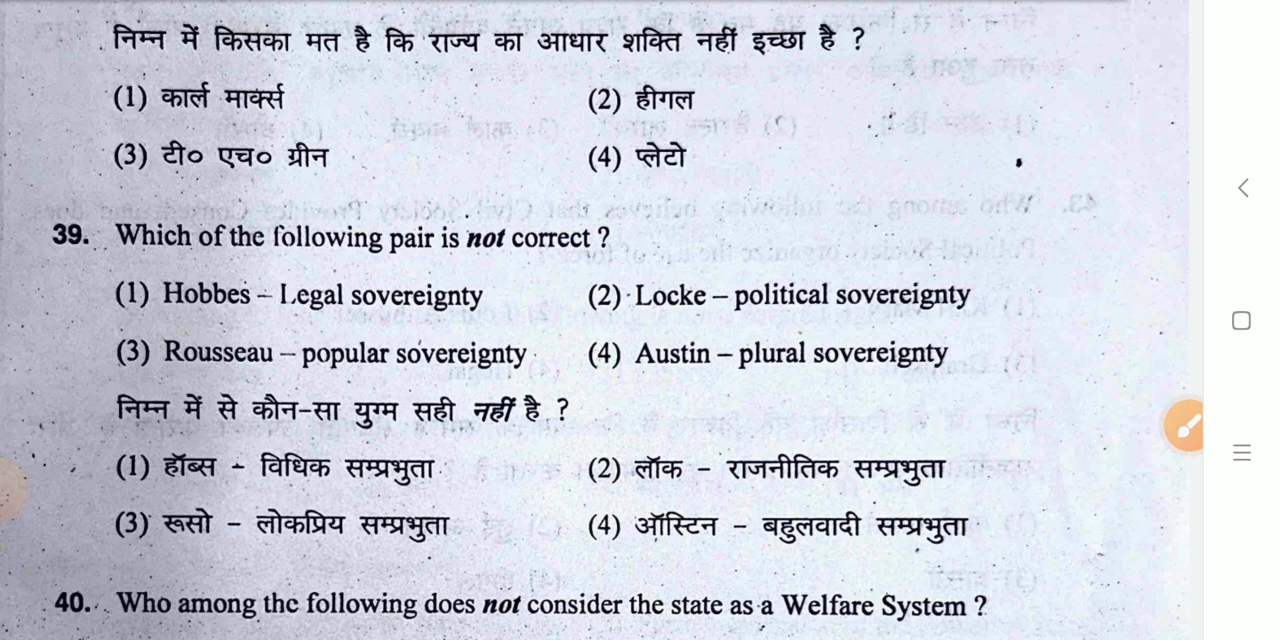 निम्न में किसका मत है कि राज्य का आधार शक्ति नहीं इच्छा है ?
(1) कार्ल मार्क्स (2) हीगल
(3) टी० एच० ग्रीन (4) प्लेटो
39. Which of the following pair is not correct ?
(1) Hobbes – Legal sovereignty (2) Locke – political sovereignty
(3) Rousseau – popular sovereignty (4) Austin – plural sovereignty
निम्न में से कौन-सा युग्म सही नहीं है ?
(1) हॉब्स - विधिक सम्प्रभुता (2) लॉक - राजनीतिक सम्प्रभुता
(3) रूसो - लोकप्रिय सम्प्रभुता (4) ऑस्टिन - बहुलवादी सम्प्रभुता
40. Who among the following does not consider the state as a Welfare System ?